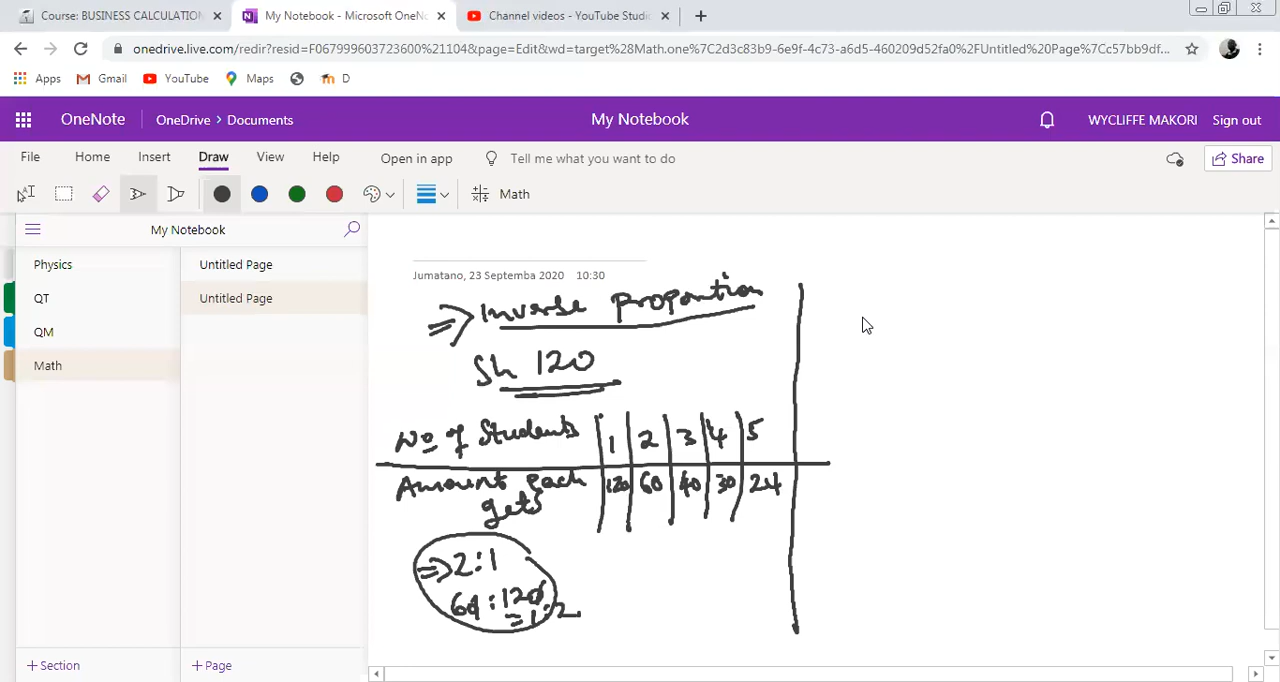 Course: BUSINESS CALCULATION
My Notebook - Microsoft OneNo
Channel videos - YouTube Studio
onedrive.live.com/redir?resid=F067999603723600%21104&page=Edit&wd=target%28Math.one%7C2d3c83b9-6e9f-4c73-a6d5-460209d52fa0%2FUntitled%20Page%7Cc57bb9df...
Apps Gmail YouTube Maps D
OneNote OneDrive > Documents My Notebook WYCLIFFE MAKORI Sign out
File Home Insert Draw View Help Open in app Tell me what you want to do Share
Math
My Notebook
Physics
QT
QM
Math
Untitled Page
Untitled Page
+ Section
+ Page
Jumatano, 23 Septemba 2020 10:30
⇒ Inverse proportion
Sh 120
No of Students 1 2 3 4 5
Amount each 120 60 40 30 24
gets
⇒ 2:1
60:120
= 1:2